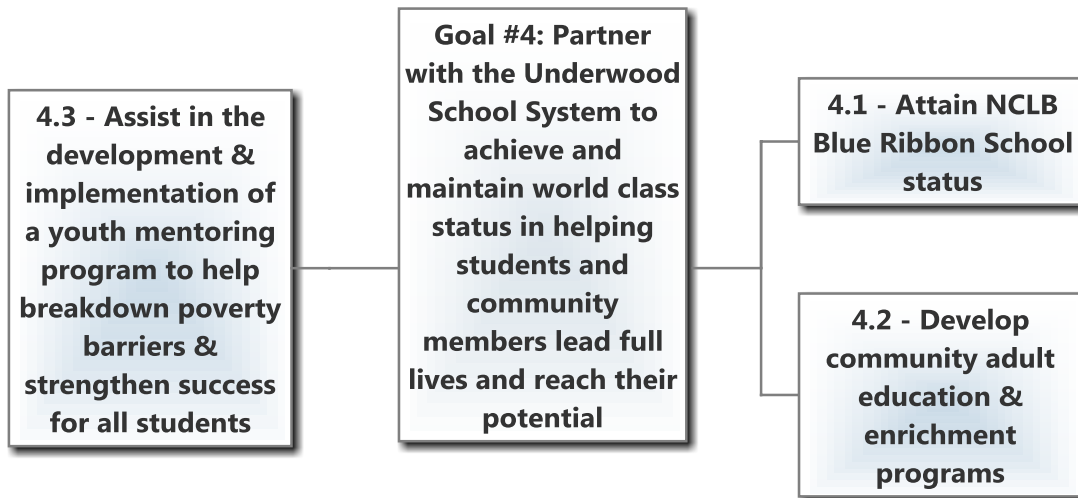 4.3 - Assist in the
development &
implementation of
a youth mentoring
program to help
breakdown poverty
barriers &
strengthen success
for all students
Goal #4: Partner
with the Underwood
School System to
achieve and
maintain world class
status in helping
students and
community
members lead full
lives and reach their
potential
4.1 - Attain NCLB
Blue Ribbon School
status
4.2 - Develop
community adult
education &
enrichment
programs